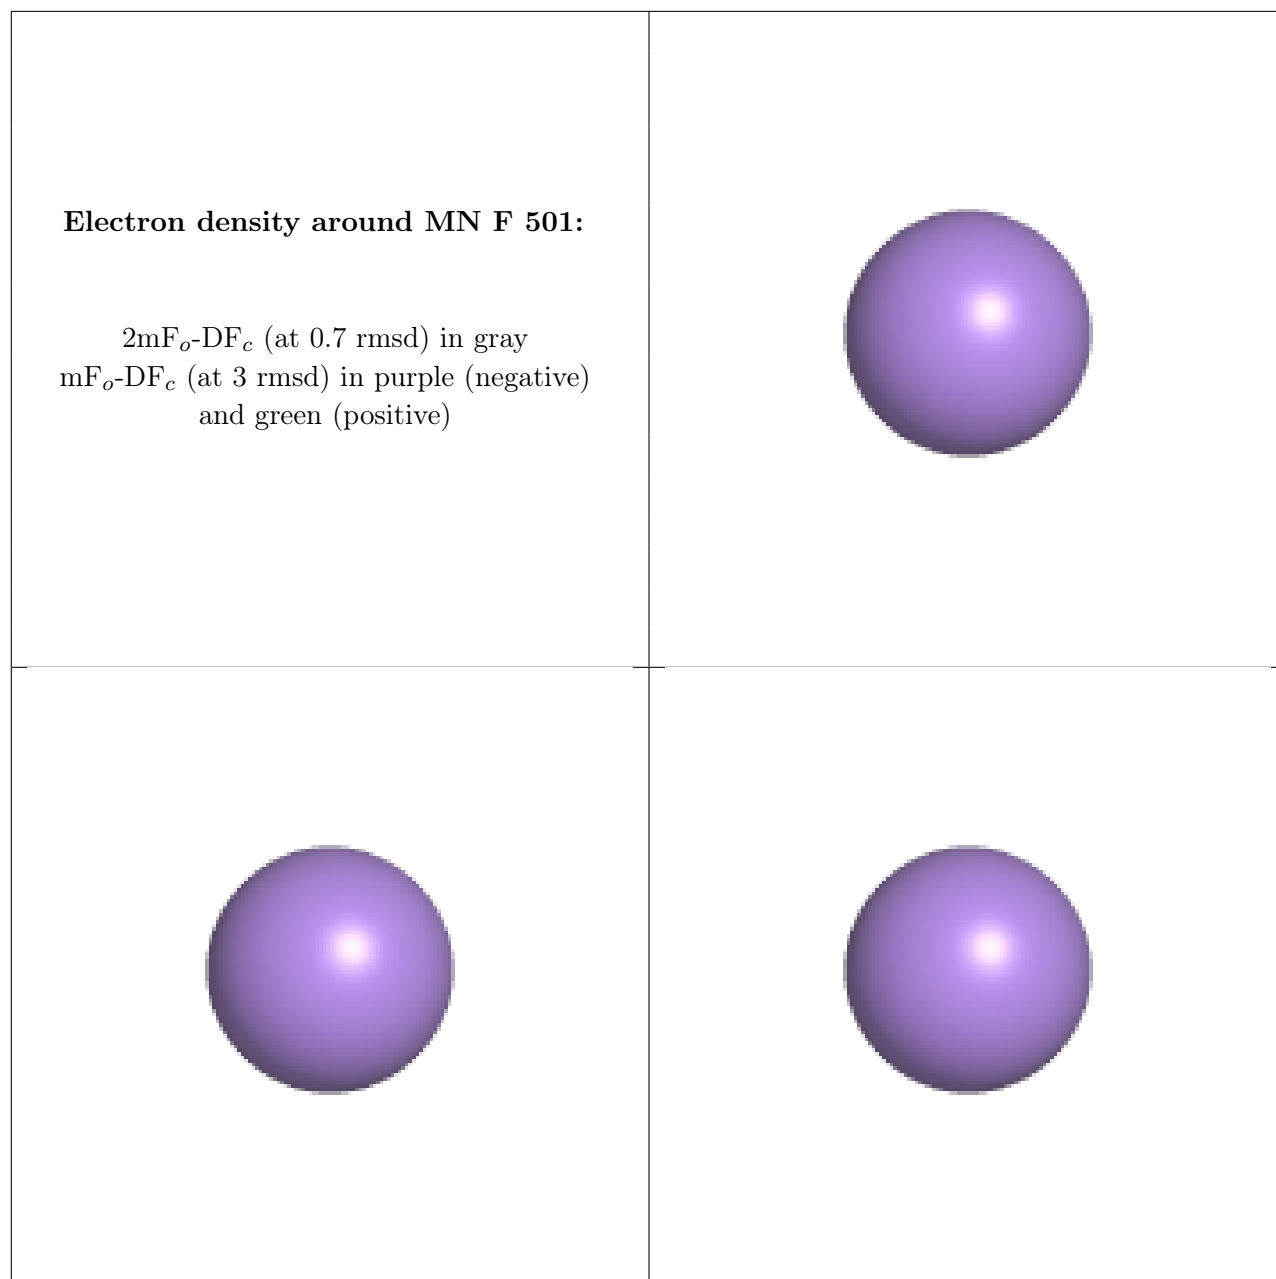 Electron density around MN F 501:
2mFo-DFc (at 0.7 rmsd) in gray
mFo-DFc (at 3 rmsd) in purple (negative)
and green (positive)